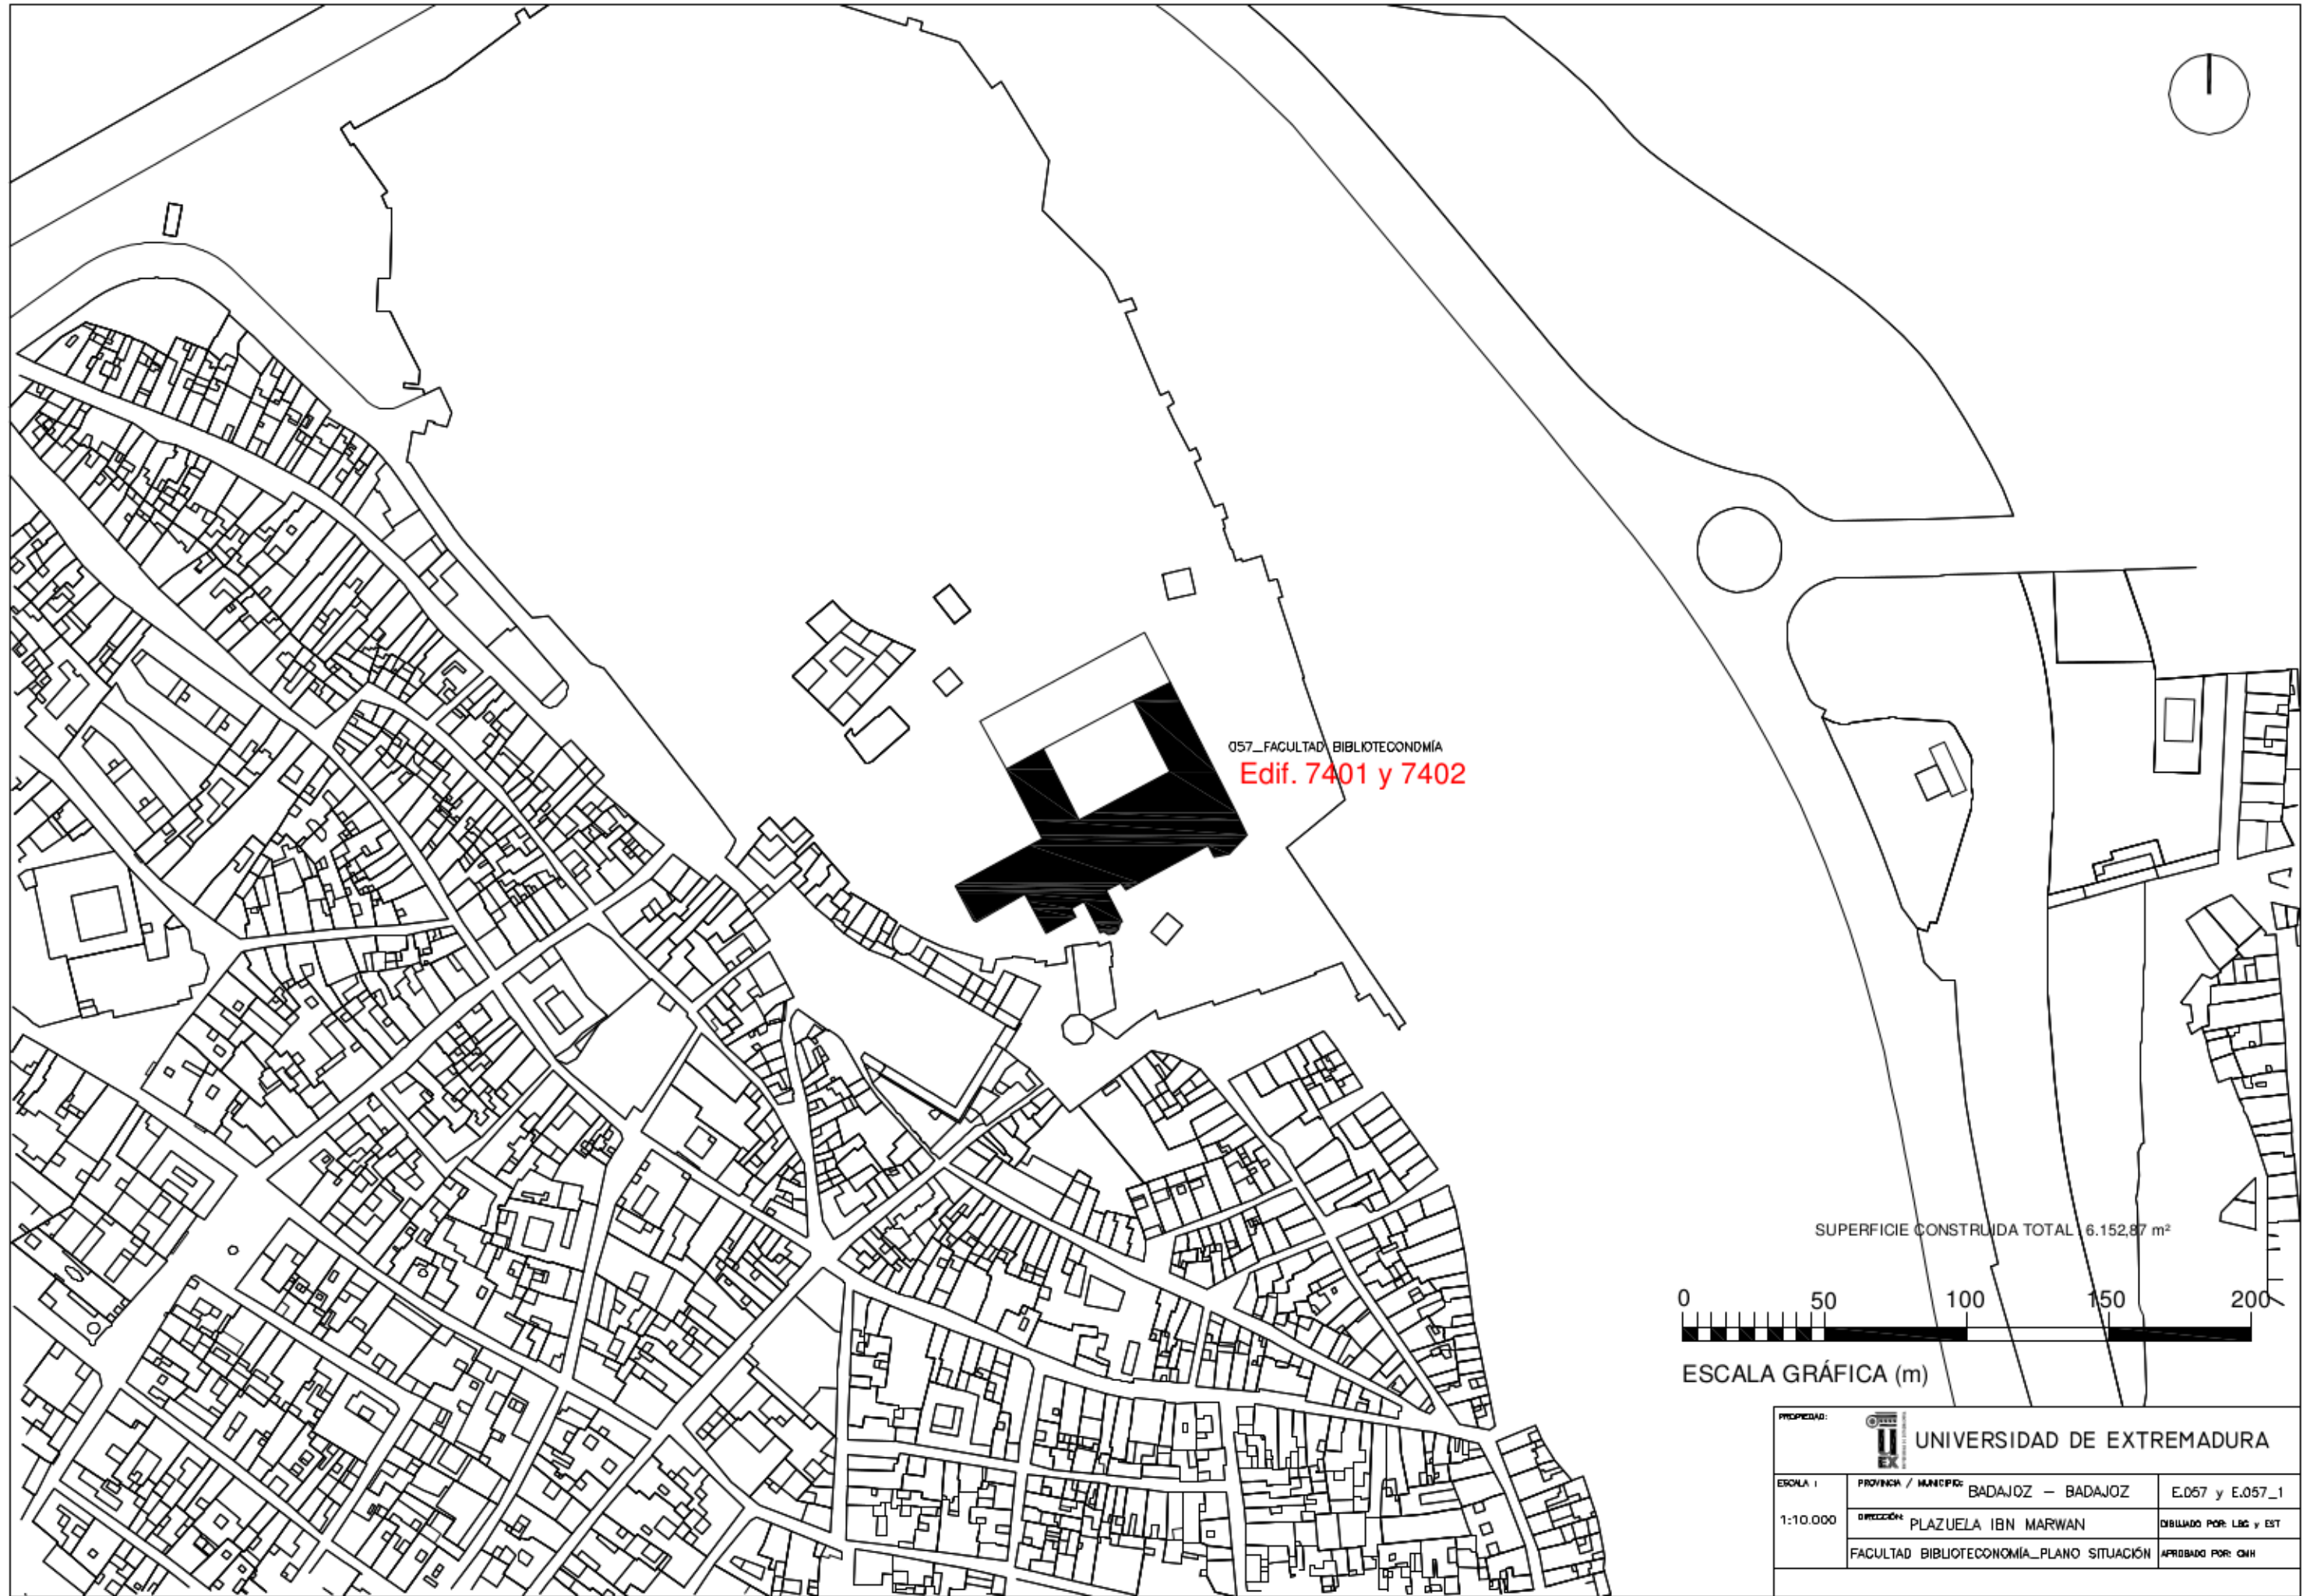 057_FACULTAD BIBLIOTECONOMÍA
Edif. 7401 y 7402
SUPERFICIE CONSTRUIDA TOTAL 6.152,87 m²
0 50 100 150 200
ESCALA GRÁFICA (m)
PROPIEDAD:
UEX
UNIVERSIDAD DE EXTREMADURA
ESCALA :
1:10.000
PROVINCIA / MUNICIPIO: BADAJOZ – BADAJOZ
E.057 y E.057_1
DIRECCIÓN: PLAZUELA IBN MARWAN
DIBUJADO POR: LBG y EST
FACULTAD BIBLIOTECONOMÍA_PLANO SITUACIÓN
APROBADO POR: CMH